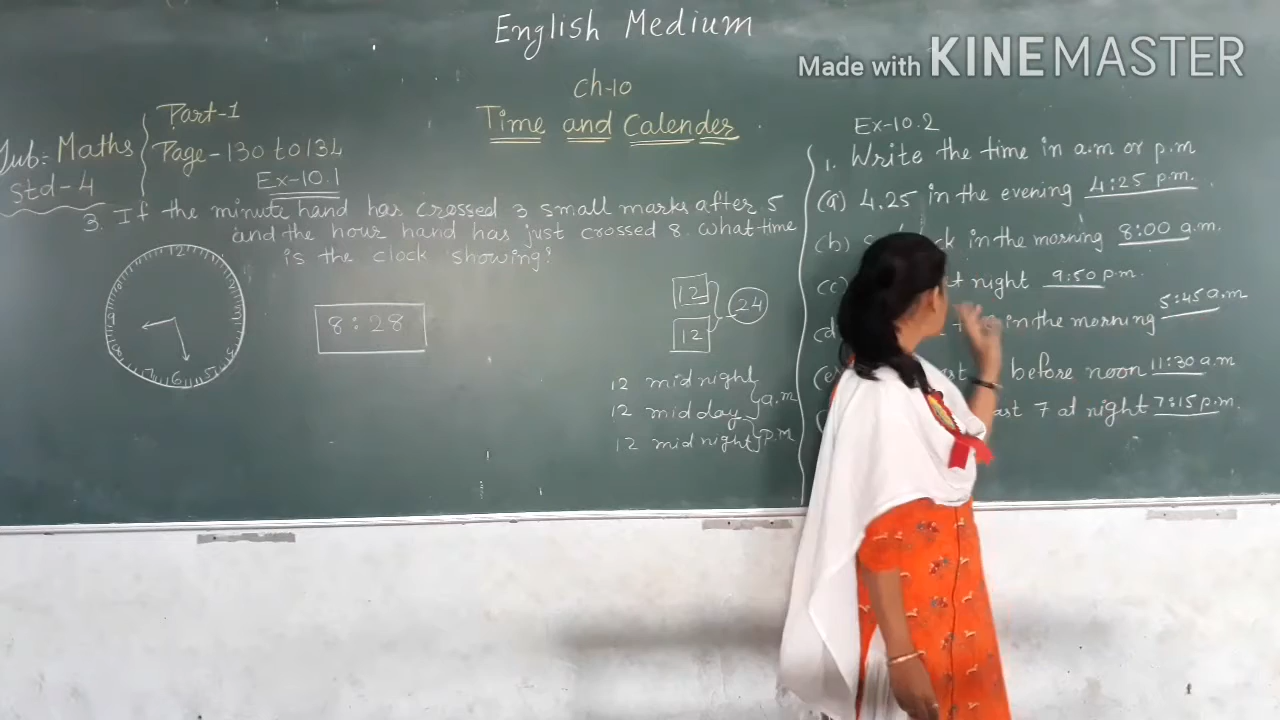 English Medium
Made with KINEMASTER
Ch-10
Time and Calender
Sub: Maths
Std-4
Part-1
Page-130 to 134
Ex-10.1
3. If the minute hand has crossed 3 small marks after 5
and the hour hand has just crossed 8. What time
is the clock showing?
12
3
9
6
8:28
12
12
24
12 midnight
12 midday
a.m
12 midnight
p.m
Ex-10.2
1. Write the time in a.m or p.m
(a) 4.25 in the evening 4:25 p.m.
(b) in the morning 8:00 a.m.
(c) night 9:50 p.m.
(d) in the morning 5:45 a.m
(e) before noon 11:30 a.m
7 at night 7:15 p.m.